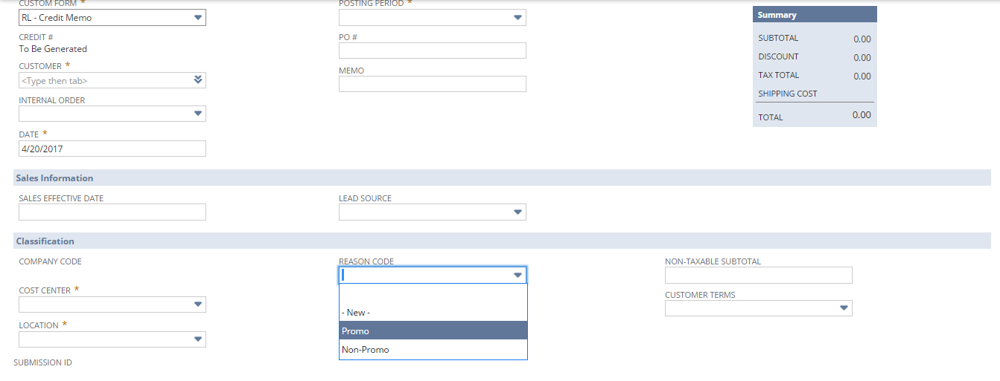 CUSTOM FORM *
RL - Credit Memo
CREDIT #
To Be Generated
CUSTOMER *
<Type then tab>
INTERNAL ORDER
DATE *
4/20/2017
POSTING PERIOD *
PO #
MEMO
Summary
SUBTOTAL 0.00
DISCOUNT 0.00
TAX TOTAL 0.00
SHIPPING COST
TOTAL 0.00
Sales Information
SALES EFFECTIVE DATE
LEAD SOURCE
Classification
COMPANY CODE
COST CENTER *
LOCATION *
SUBMISSION ID
REASON CODE
- New -
Promo
Non-Promo
NON-TAXABLE SUBTOTAL
CUSTOMER TERMS